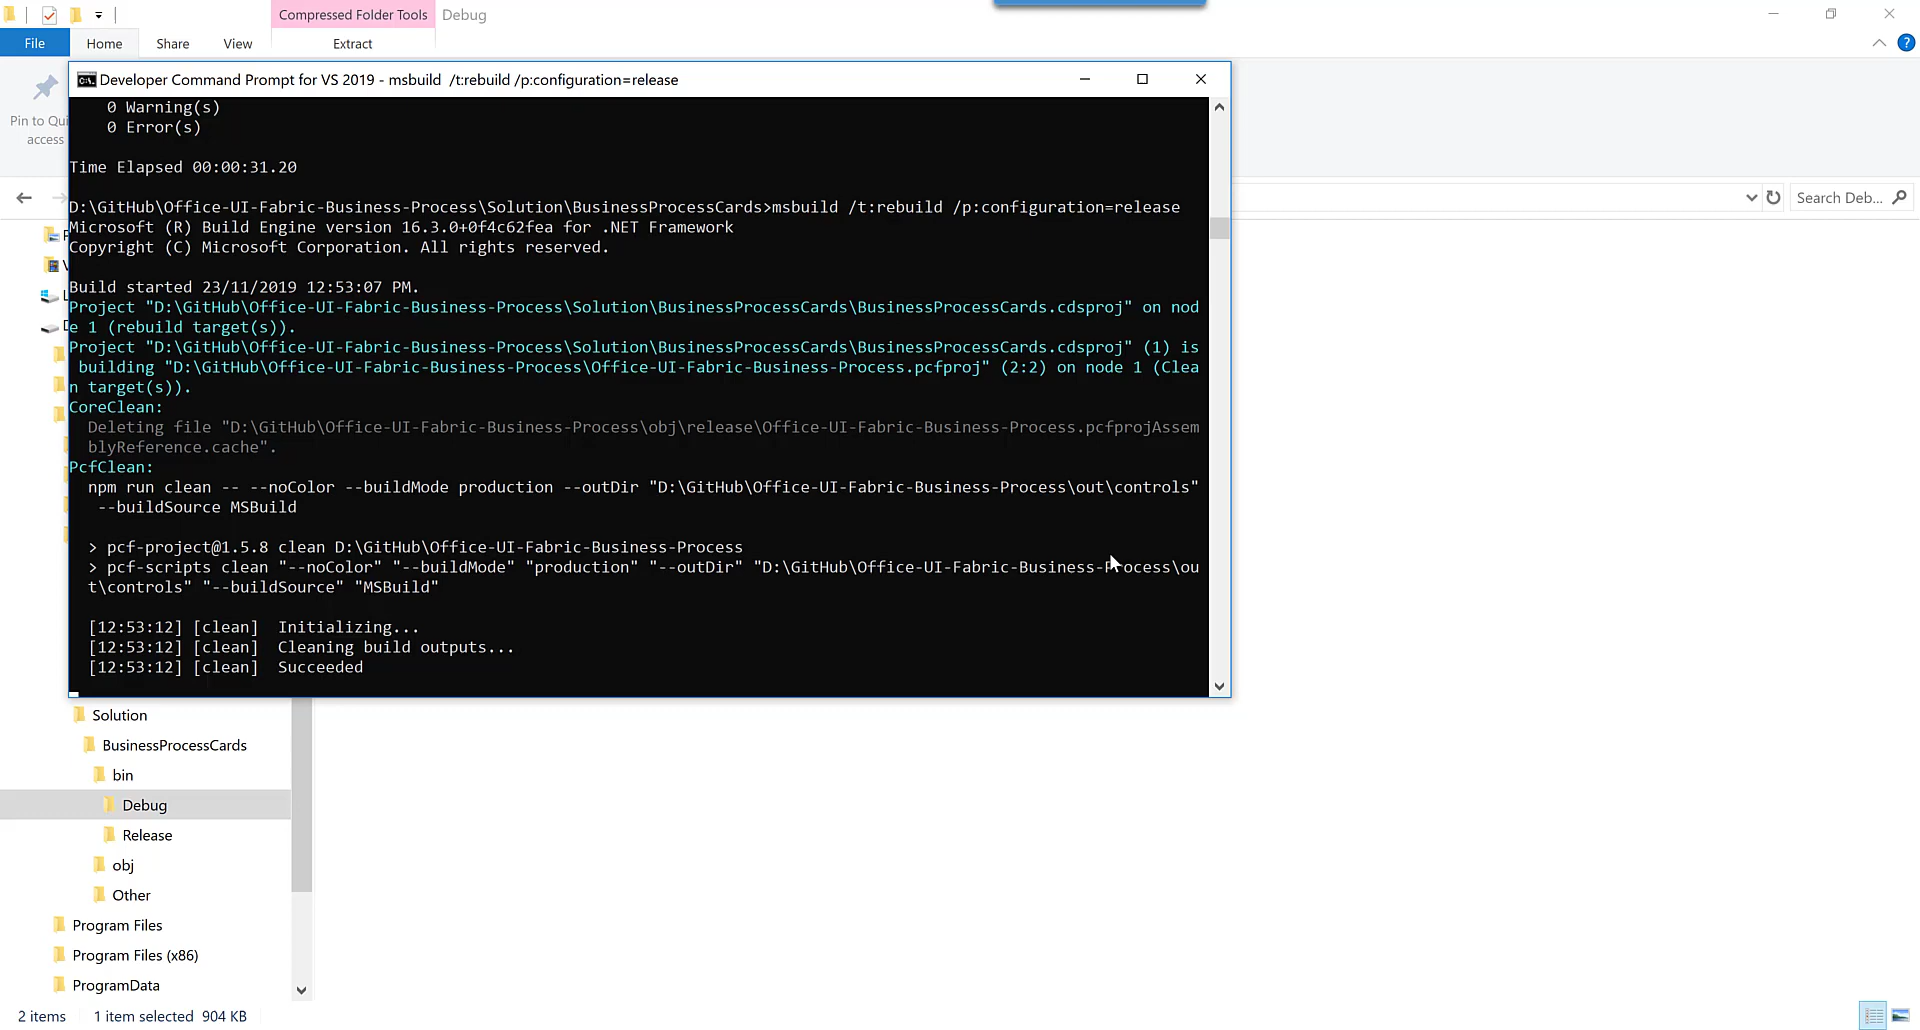 Compressed Folder Tools
Debug
File
Home
Share
View
Extract
Pin to Qui
access
Developer Command Prompt for VS 2019 - msbuild  /t:rebuild /p:configuration=release
0 Warning(s)
0 Error(s)
Time Elapsed 00:00:31.20
D:\GitHub\Office-UI-Fabric-Business-Process\Solution\BusinessProcessCards>msbuild /t:rebuild /p:configuration=release
Microsoft (R) Build Engine version 16.3.0+0f4c62fea for .NET Framework
Copyright (C) Microsoft Corporation. All rights reserved.
Build started 23/11/2019 12:53:07 PM.
Project "D:\GitHub\Office-UI-Fabric-Business-Process\Solution\BusinessProcessCards\BusinessProcessCards.cdsproj" on nod
e 1 (rebuild target(s)).
Project "D:\GitHub\Office-UI-Fabric-Business-Process\Solution\BusinessProcessCards\BusinessProcessCards.cdsproj" (1) is
building "D:\GitHub\Office-UI-Fabric-Business-Process\Office-UI-Fabric-Business-Process.pcfproj" (2:2) on node 1 (Clea
n target(s)).
CoreClean:
Deleting file "D:\GitHub\Office-UI-Fabric-Business-Process\obj\release\Office-UI-Fabric-Business-Process.pcfprojAssem
blyReference.cache".
PcfClean:
npm run clean -- --noColor --buildMode production --outDir "D:\GitHub\Office-UI-Fabric-Business-Process\out\controls"
--buildSource MSBuild
> pcf-project@1.5.8 clean D:\GitHub\Office-UI-Fabric-Business-Process
> pcf-scripts clean "--noColor" "--buildMode" "production" "--outDir" "D:\GitHub\Office-UI-Fabric-Business-Process\ou
t\controls" "--buildSource" "MSBuild"
[12:53:12] [clean]  Initializing...
[12:53:12] [clean]  Cleaning build outputs...
[12:53:12] [clean]  Succeeded
Search Deb...
Solution
BusinessProcessCards
bin
Debug
Release
obj
Other
Program Files
Program Files (x86)
ProgramData
2 items
1 item selected  904 KB